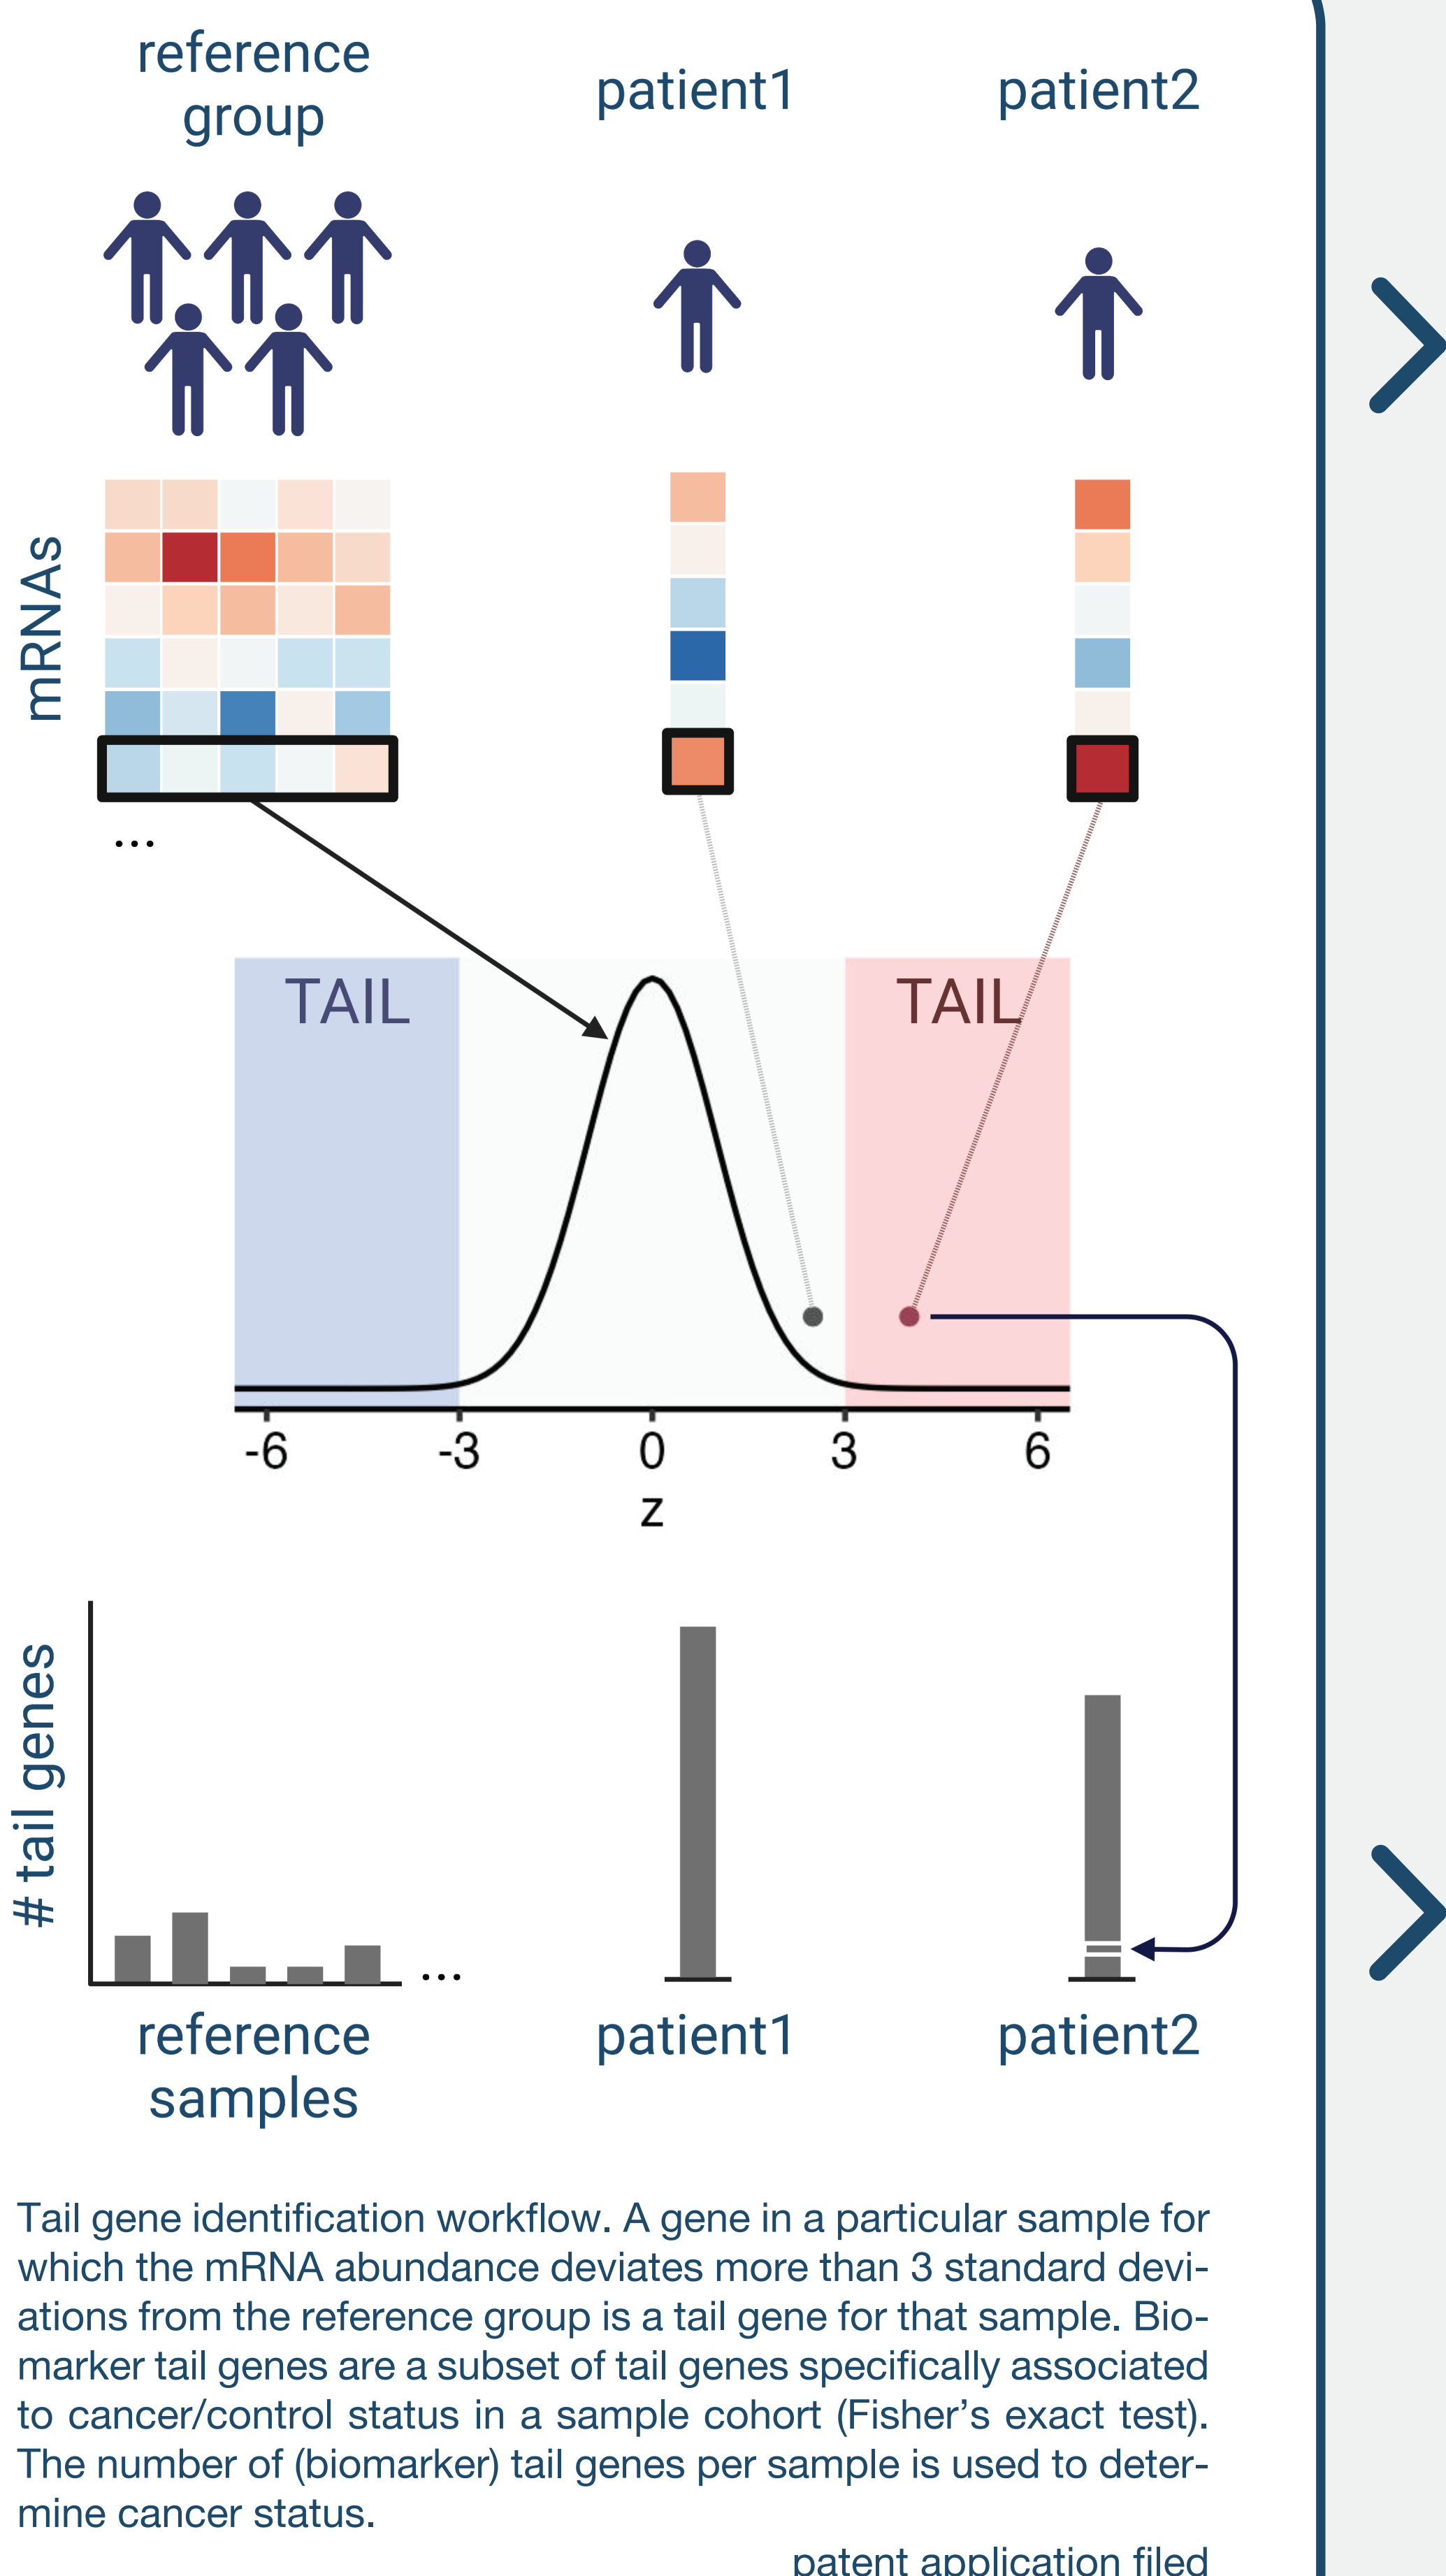 reference
group
patient1
patient2
mRNAs
...
TAIL
TAIL
-6
-3
0
3
6
z
# tail genes
...
reference
samples
patient1
patient2
Tail gene identification workflow. A gene in a particular sample for
which the mRNA abundance deviates more than 3 standard devi-
ations from the reference group is a tail gene for that sample. Bio-
marker tail genes are a subset of tail genes specifically associated
to cancer/control status in a sample cohort (Fisher’s exact test).
The number of (biomarker) tail genes per sample is used to deter-
mine cancer status.
patent application filed